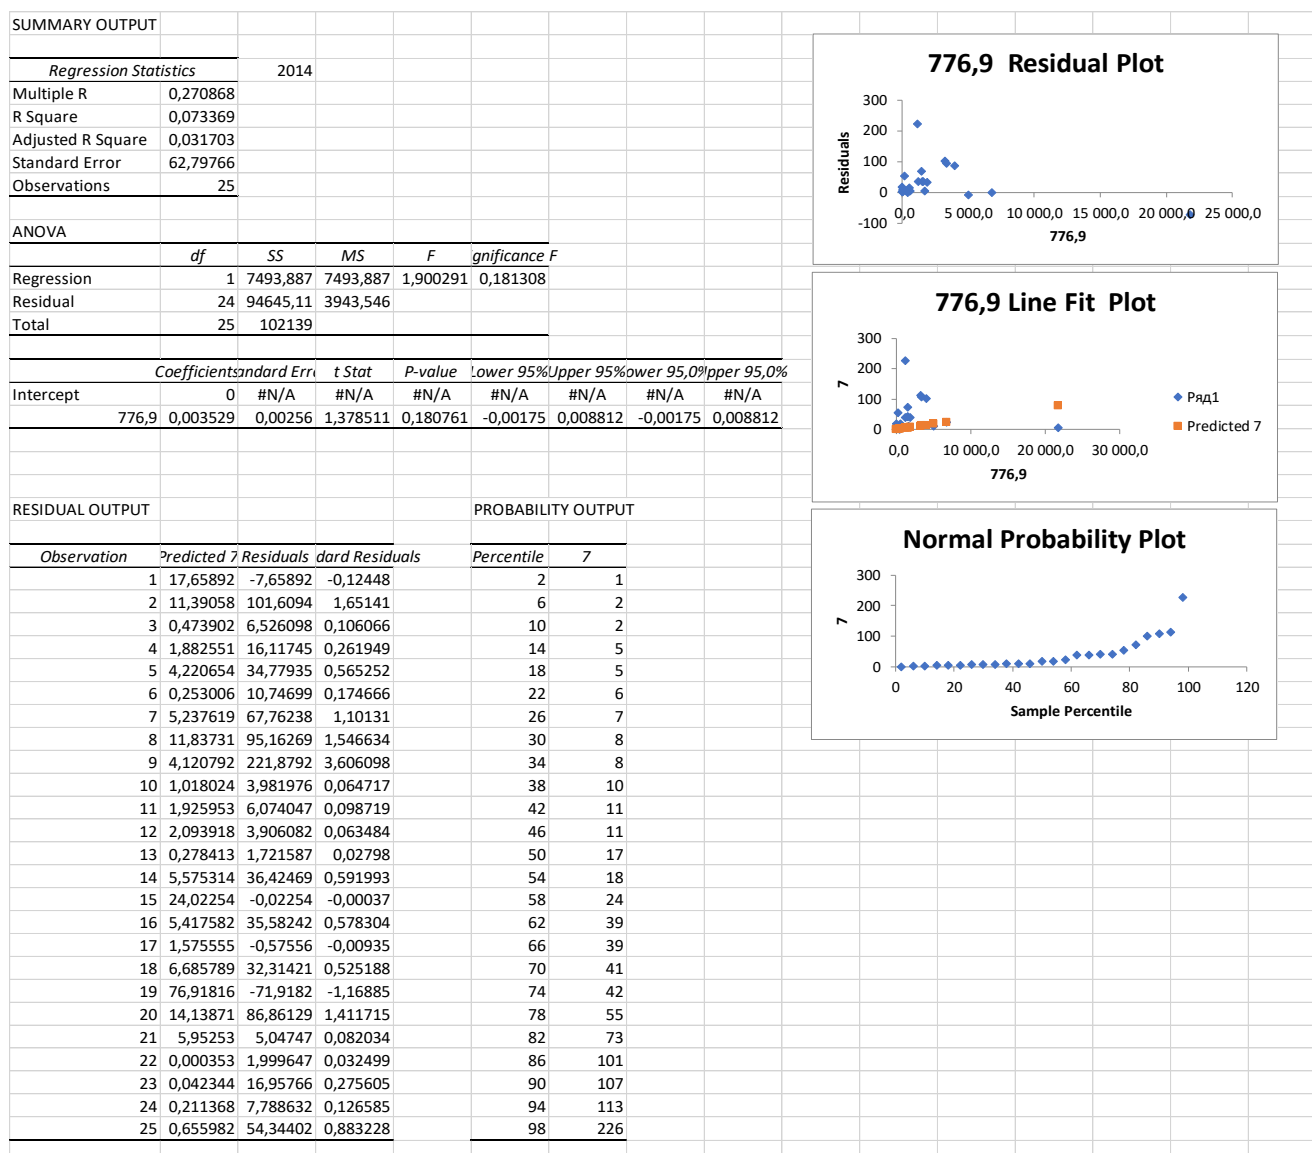 SUMMARY OUTPUT
Regression Statistics 2014
Multiple R 0,270868
R Square 0,073369
Adjusted R Square 0,031703
Standard Error 62,79766
Observations 25
ANOVA
df SS MS F gnificance F
Regression 1 7493,887 7493,887 1,900291 0,181308
Residual 24 94645,11 3943,546
Total 25 102139
Coefficients andard Erro t Stat P-value Lower 95% Upper 95% ower 95,0% pper 95,0%
Intercept 0 #N/A #N/A #N/A #N/A #N/A #N/A #N/A
776,9 0,003529 0,00256 1,378511 0,180761 -0,00175 0,008812 -0,00175 0,008812
RESIDUAL OUTPUT PROBABILITY OUTPUT
Observation Predicted 7 Residuals dard Residuals Percentile 7
1 17,65892 -7,65892 -0,12448 2 1
2 11,39058 101,6094 1,65141 6 2
3 0,473902 6,526098 0,106066 10 2
4 1,882551 16,11745 0,261949 14 5
5 4,220654 34,77935 0,565252 18 5
6 0,253006 10,74699 0,174666 22 6
7 5,237619 67,76238 1,10131 26 7
8 11,83731 95,16269 1,546634 30 8
9 4,120792 221,8792 3,606098 34 8
10 1,018024 3,981976 0,064717 38 10
11 1,925953 6,074047 0,098719 42 11
12 2,093918 3,906082 0,063484 46 11
13 0,278413 1,721587 0,02798 50 17
14 5,575314 36,42469 0,591993 54 18
15 24,02254 -0,02254 -0,00037 58 24
16 5,417582 35,58242 0,578304 62 39
17 1,575555 -0,57556 -0,00935 66 39
18 6,685789 32,31421 0,525188 70 41
19 76,91816 -71,9182 -1,16885 74 42
20 14,13871 86,86129 1,411715 78 55
21 5,95253 5,04747 0,082034 82 73
22 0,000353 1,999647 0,032499 86 101
23 0,042344 16,95766 0,275605 90 107
24 0,211368 7,788632 0,126585 94 113
25 0,655982 54,34402 0,883228 98 226
776,9 Residual Plot
300
200
100
0
-100
Residuals
0,0 5 000,0 10 000,0 15 000,0 20 000,0 25 000,0
776,9
776,9 Line Fit Plot
300
200
100
0
7
0,0 10 000,0 20 000,0 30 000,0
776,9
Ряд1
Predicted 7
Normal Probability Plot
300
200
100
0
7
0 20 40 60 80 100 120
Sample Percentile